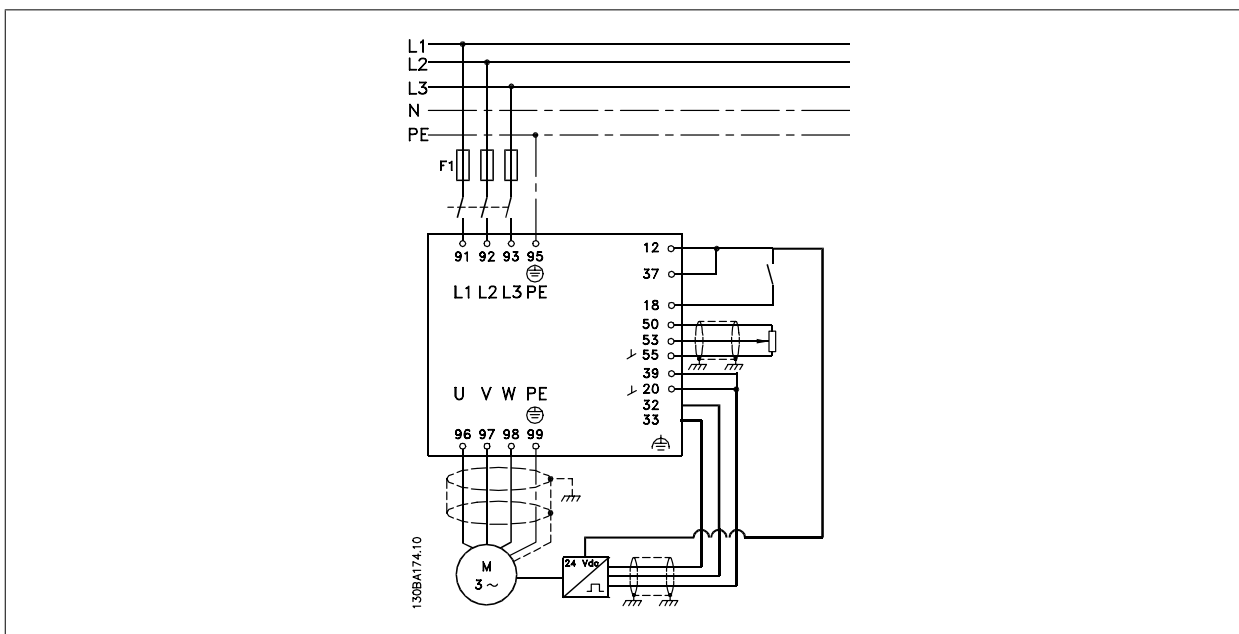 L1
L2
L3
N
PE
F1
91 92 93 95
L1 L2 L3 PE
12
37
18
50
53
55
39
20
32
33
U V W PE
96 97 98 99
M
3 ~
24 Vdc
130BA174.10